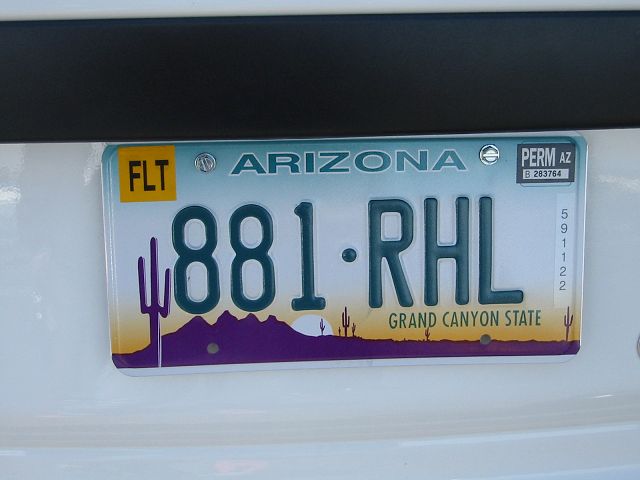 FLT
ARIZONA
PERM AZ
B 283764
881·RHL
591122
GRAND CANYON STATE